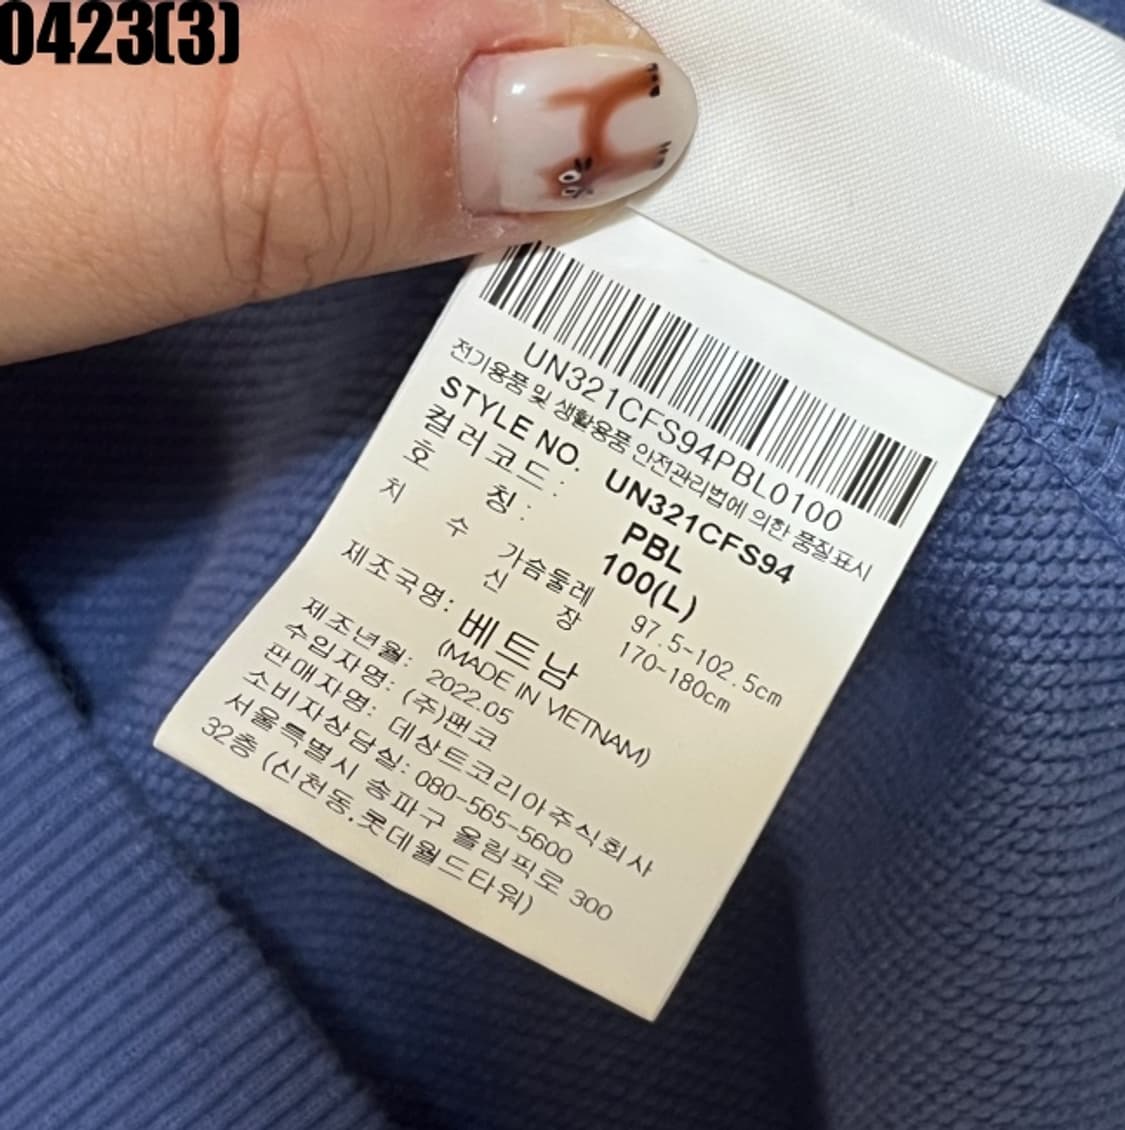 0423(3)
UN321CFS94PBL0100
전기용품 및 생활용품 안전관리법에 의한 품질표시
STYLE NO. UN321CFS94
컬러코드: PBL
호 칭: 100(L)
치 수 가슴둘레 97.5-102.5cm
신 장 170-180cm
제조국명: 베트남
(MADE IN VIETNAM)
제조년월: 2022.05
수입자명: (주)팬코
판매자명: 데상트코리아주식회사
소비자상담실: 080-565-5600
서울특별시 송파구 올림픽로 300
32층 (신천동,롯데월드타워)